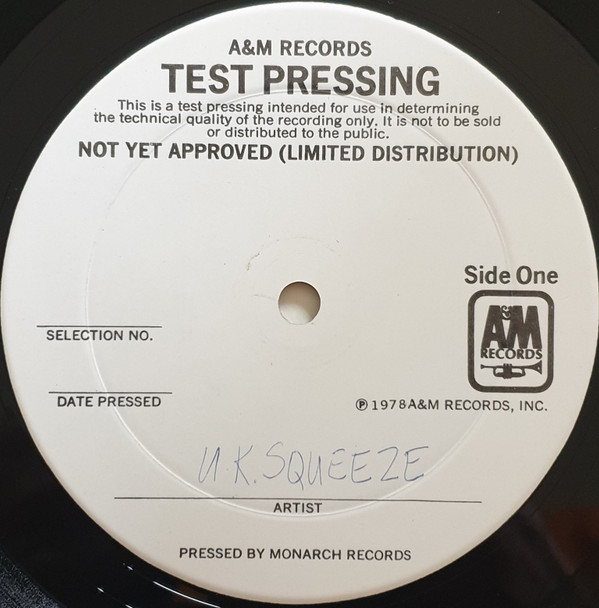 A&M RECORDS
TEST PRESSING
This is a test pressing intended for use in determining
the technical quality of the recording only. It is not to be sold
or distributed to the public.
NOT YET APPROVED (LIMITED DISTRIBUTION)
Side One
A&M
RECORDS
SELECTION NO.
DATE PRESSED
℗ 1978 A&M RECORDS, INC.
U.K. SQUEEZE
ARTIST
PRESSED BY MONARCH RECORDS